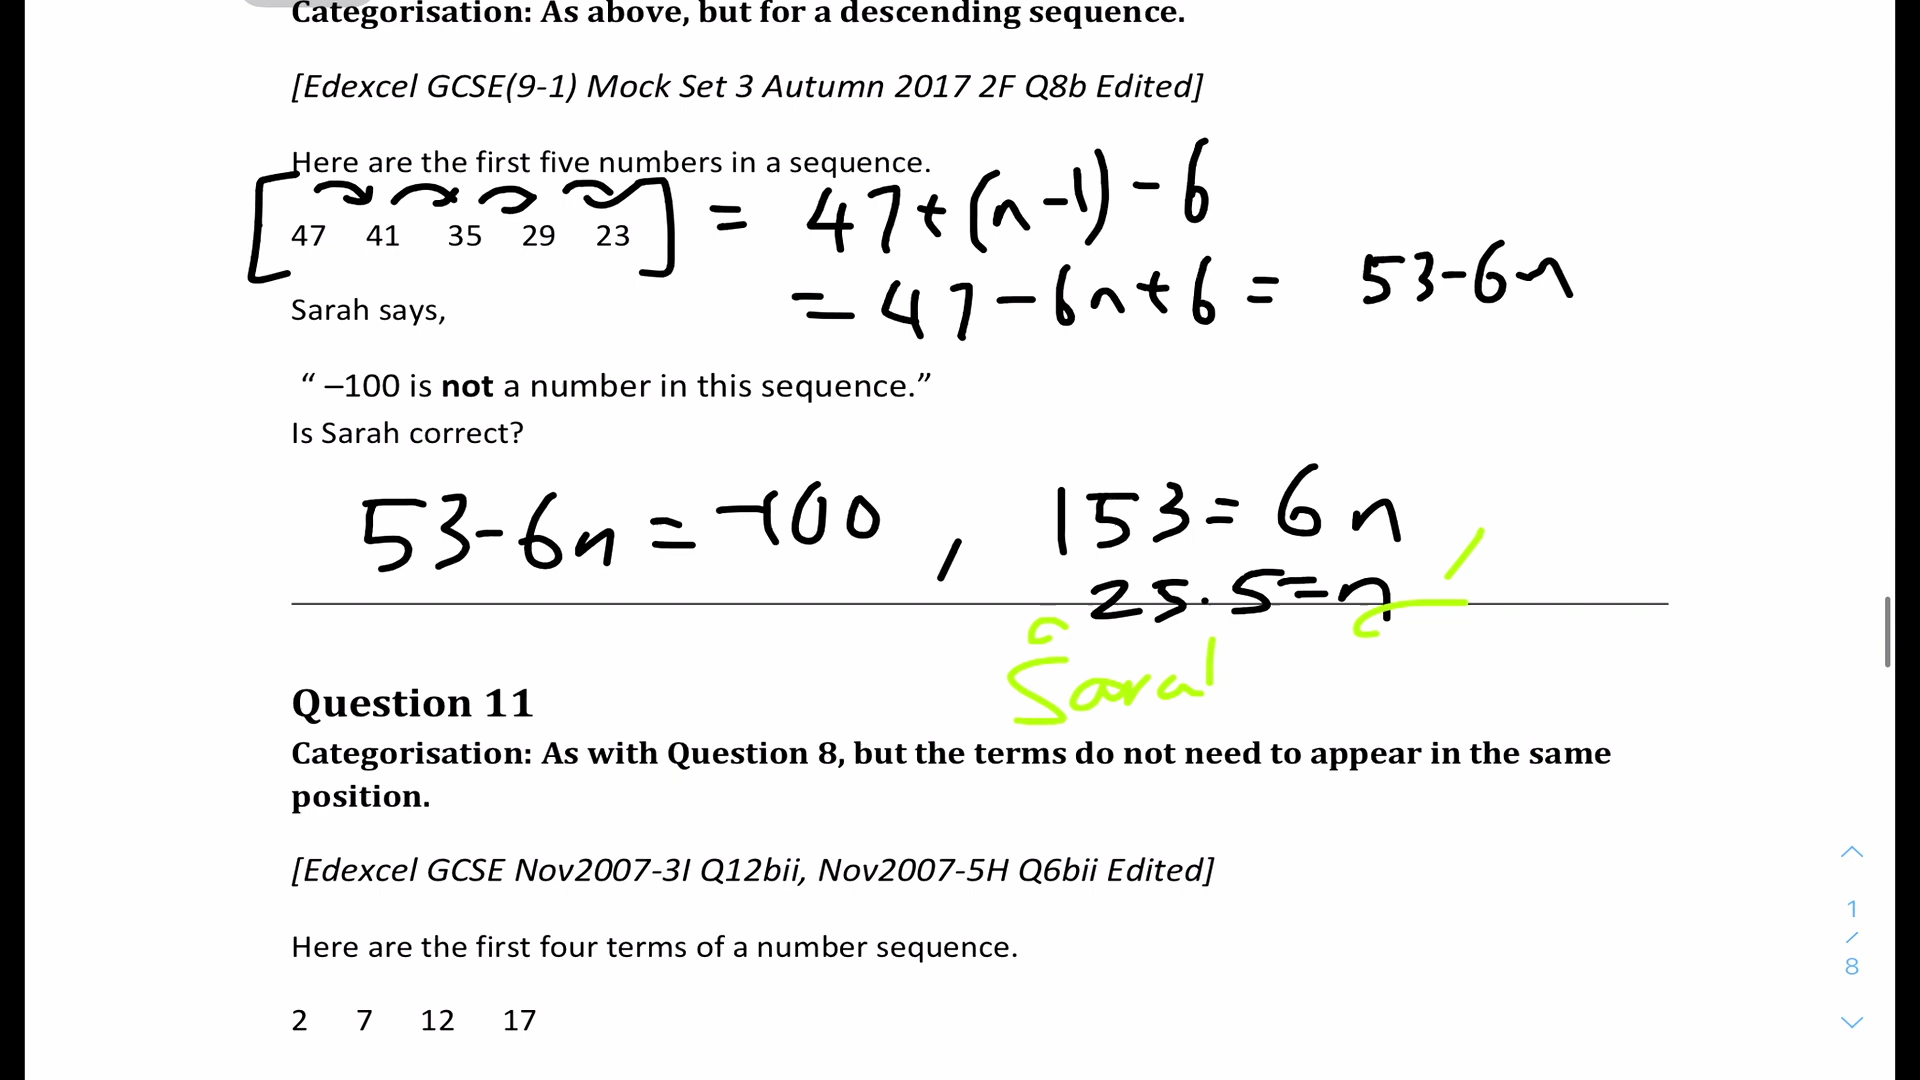 Categorisation: As above, but for a descending sequence.
[Edexcel GCSE(9-1) Mock Set 3 Autumn 2017 2F Q8b Edited]
Here are the first five numbers in a sequence.
47 41 35 29 23 = 47+(n-1)-6
= 47-6n+6 = 53-6n
Sarah says,
“ –100 is not a number in this sequence.”
Is Sarah correct?
53-6n = -100 , 153 = 6n
25.5=n
Question 11
Categorisation: As with Question 8, but the terms do not need to appear in the same
position.
[Edexcel GCSE Nov2007-3I Q12bii, Nov2007-5H Q6bii Edited]
Here are the first four terms of a number sequence.
2 7 12 17
1
/
8